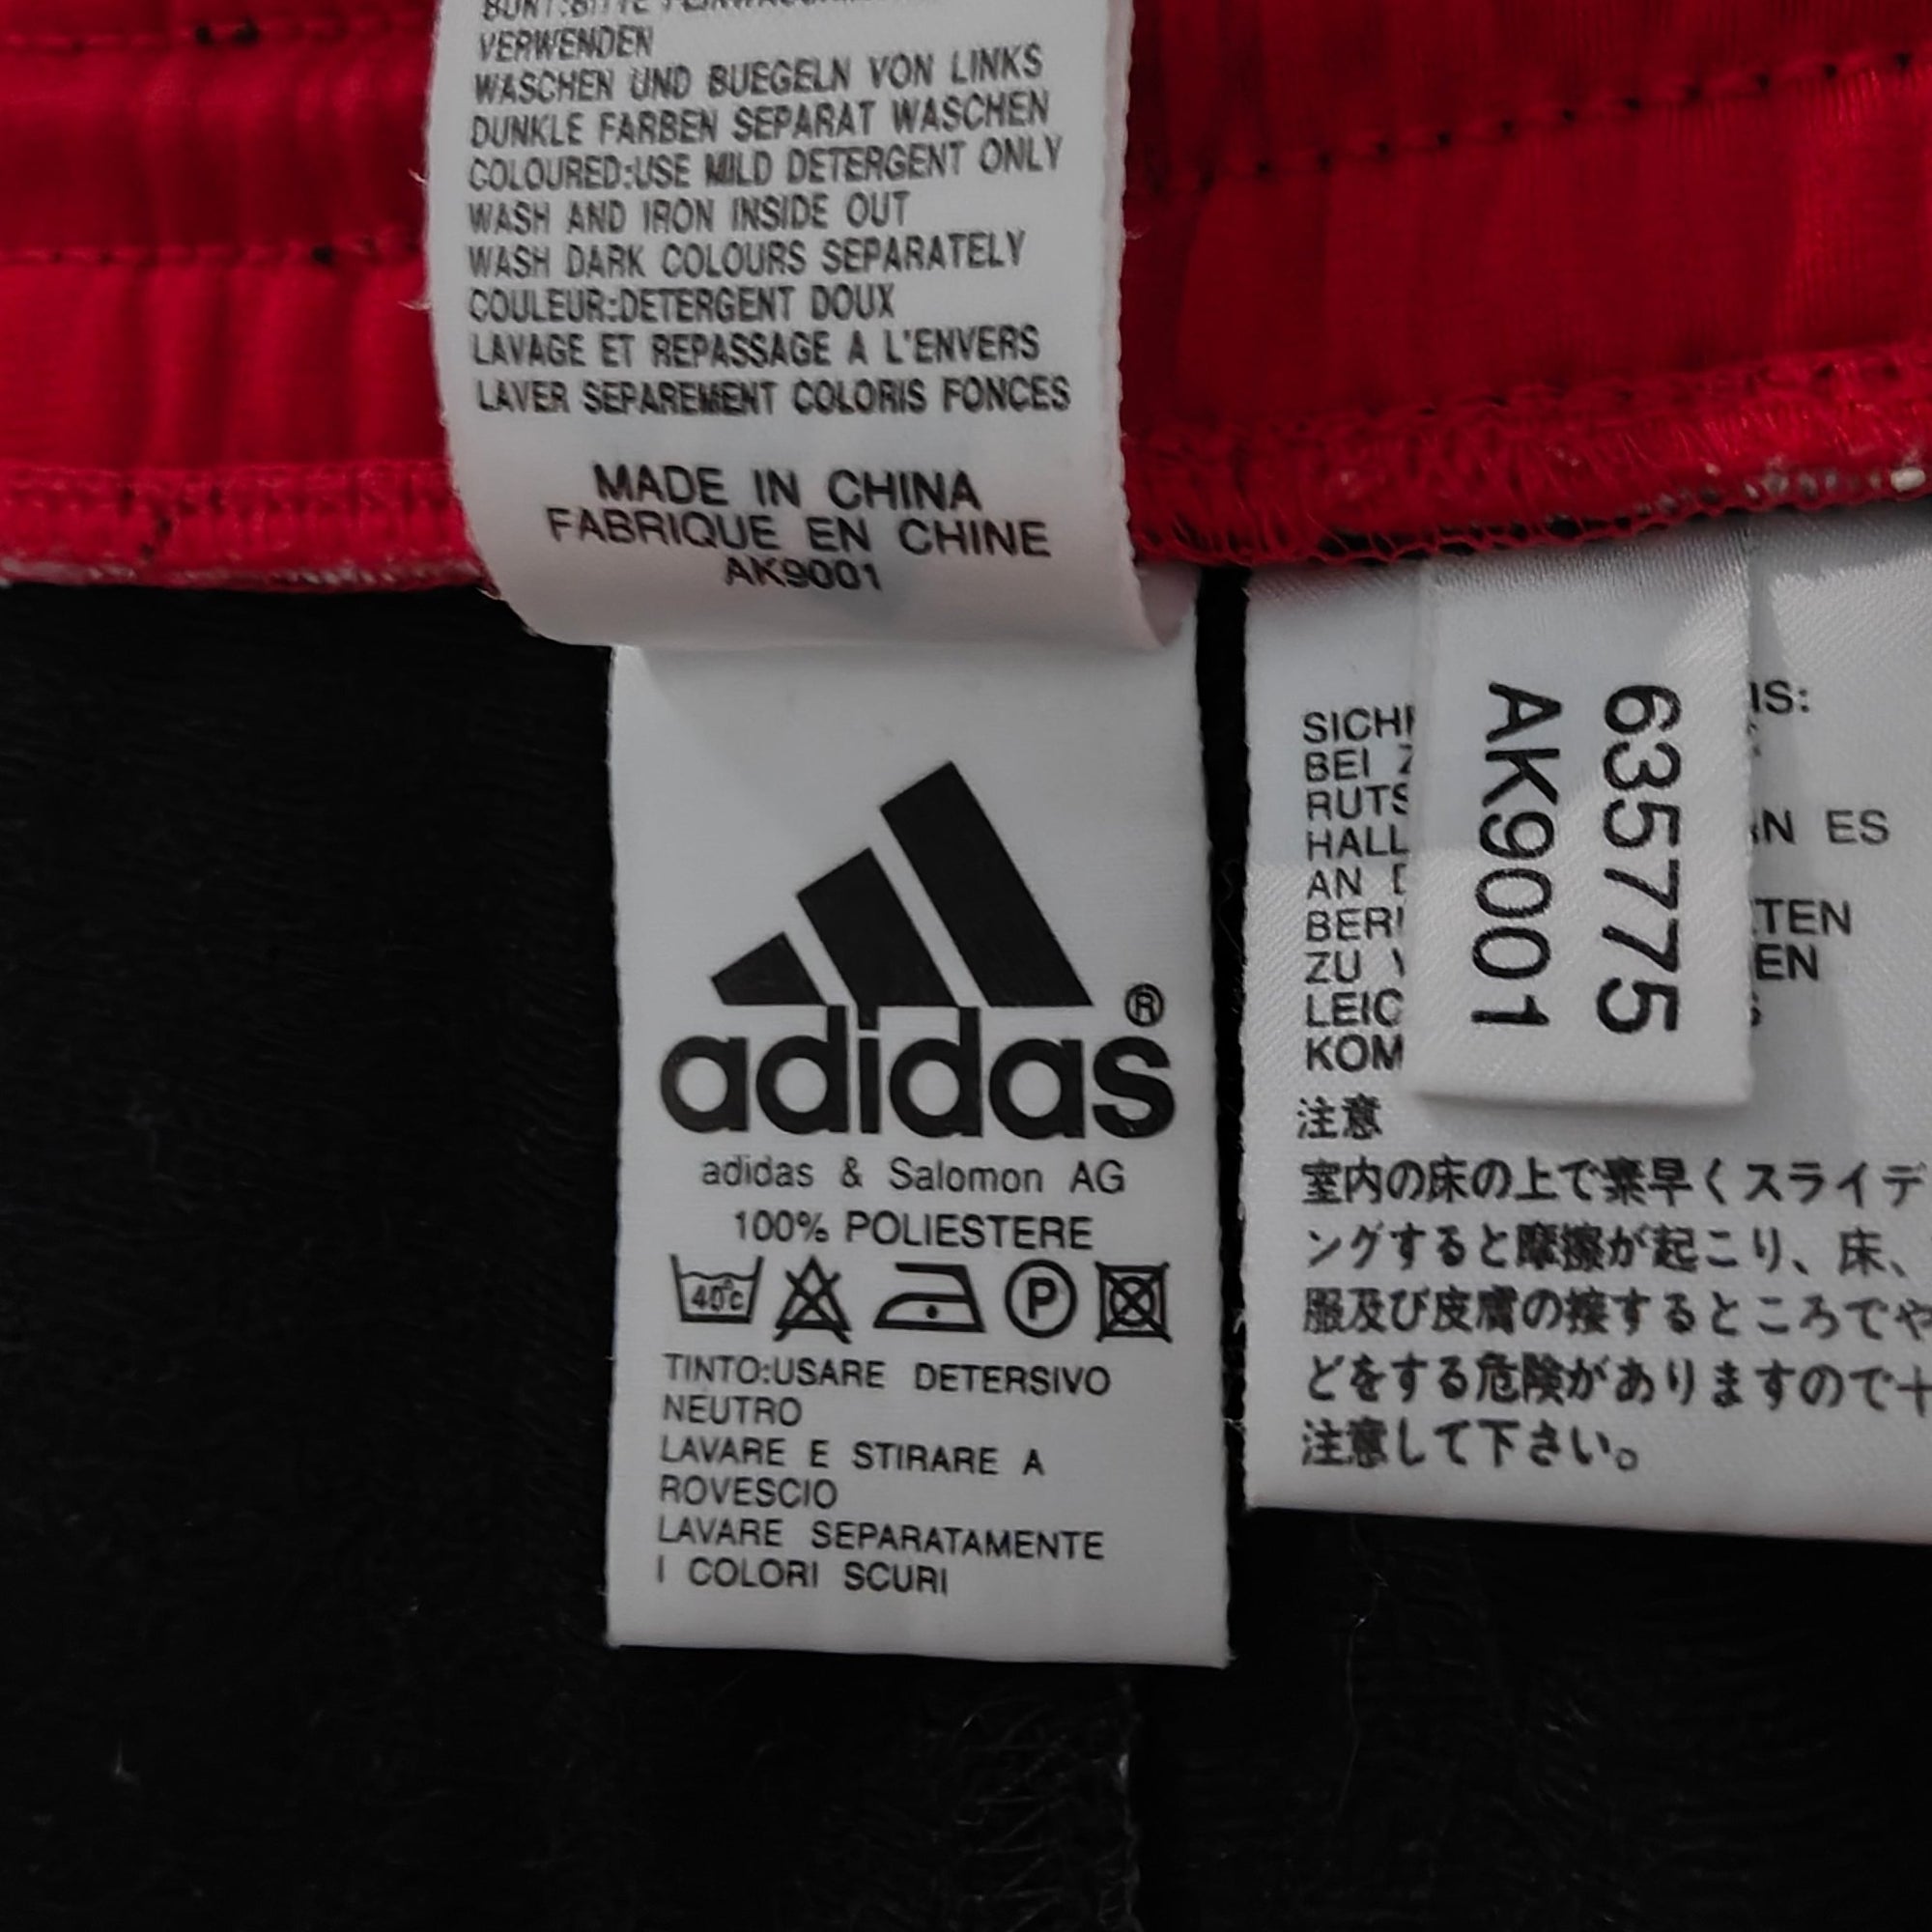 VERWENDEN
WASCHEN UND BUEGELN VON LINKS
DUNKLE FARBEN SEPARAT WASCHEN
COLOURED:USE MILD DETERGENT ONLY
WASH AND IRON INSIDE OUT
WASH DARK COLOURS SEPARATELY
COULEUR:DETERGENT DOUX
LAVAGE ET REPASSAGE A L'ENVERS
LAVER SEPAREMENT COLORIS FONCES
MADE IN CHINA
FABRIQUE EN CHINE
AK9001
adidas®
adidas & Salomon AG
100% POLIESTERE
40°c P
TINTO:USARE DETERSIVO
NEUTRO
LAVARE E STIRARE A
ROVESCIO
LAVARE SEPARATAMENTE
I COLORI SCURI
635775
AK9001
BEI
AN
ZU
ES
注意
室内の床の上で素早くスライデ
ングすると摩擦が起こり、床、
服及び皮膚の接するところでや
どをする危険がありますので十
注意して下さい。